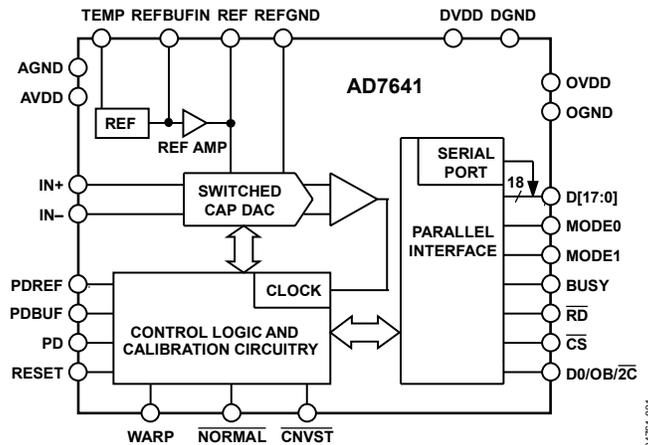 TEMP REFBUFIN REF REFGND DVDD DGND
AGND
AVDD
OVDD
OGND
AD7641
REF
REF AMP
SERIAL
PORT
18
IN+
IN–
SWITCHED
CAP DAC
PARALLEL
INTERFACE
D[17:0]
MODE0
MODE1
BUSY
RD
CS
D0/OB/2C
PDREF
PDBUF
PD
RESET
CLOCK
CONTROL LOGIC AND
CALIBRATION CIRCUITRY
WARP NORMAL CNVST